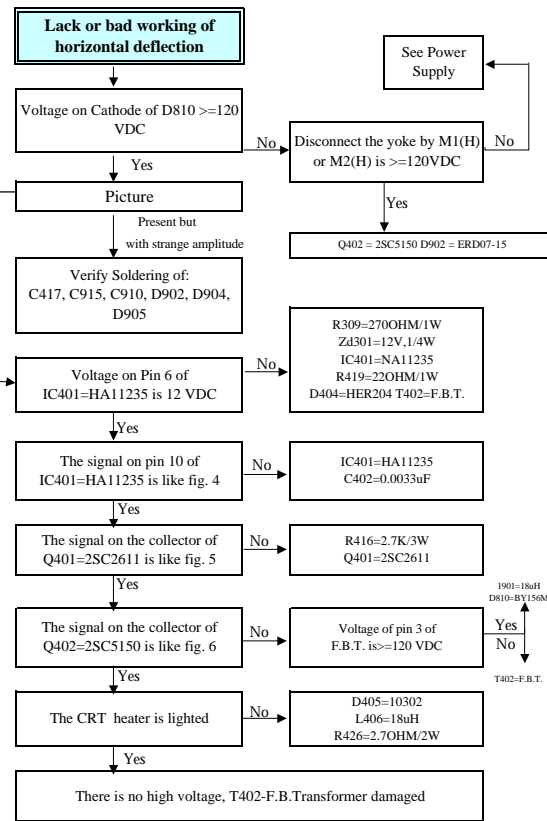 Lack or bad working of
horizontal deflection
See Power
Supply
Voltage on Cathode of D810 >=120
VDC
No
Disconnect the yoke by M1(H)
or M2(H) is >=120VDC
No
Yes
Yes
Picture
Present but
with strange amplitude
Q402 = 2SC5150 D902 = ERD07-15
Verify Soldering of:
C417, C915, C910, D902, D904,
D905
Voltage on Pin 6 of
IC401=HA11235 is 12 VDC
No
R309=270OHM/1W
Zd301=12V,1/4W
IC401=NA11235
R419=22OHM/1W
D404=HER204 T402=F.B.T.
Yes
The signal on pin 10 of
IC401=HA11235 is like fig. 4
No
IC401=HA11235
C402=0.0033uF
Yes
The signal on the collector of
Q401=2SC2611 is like fig. 5
No
R416=2.7K/3W
Q401=2SC2611
Yes
The signal on the collector of
Q402=2SC5150 is like fig. 6
No
Voltage of pin 3 of
F.B.T. is>=120 VDC
Yes
No
1901=18uH
D810=BY156M
T402=F.B.T.
Yes
The CRT heater is lighted
No
D405=10302
L406=18uH
R426=2.7OHM/2W
Yes
There is no high voltage, T402-F.B.Transformer damaged